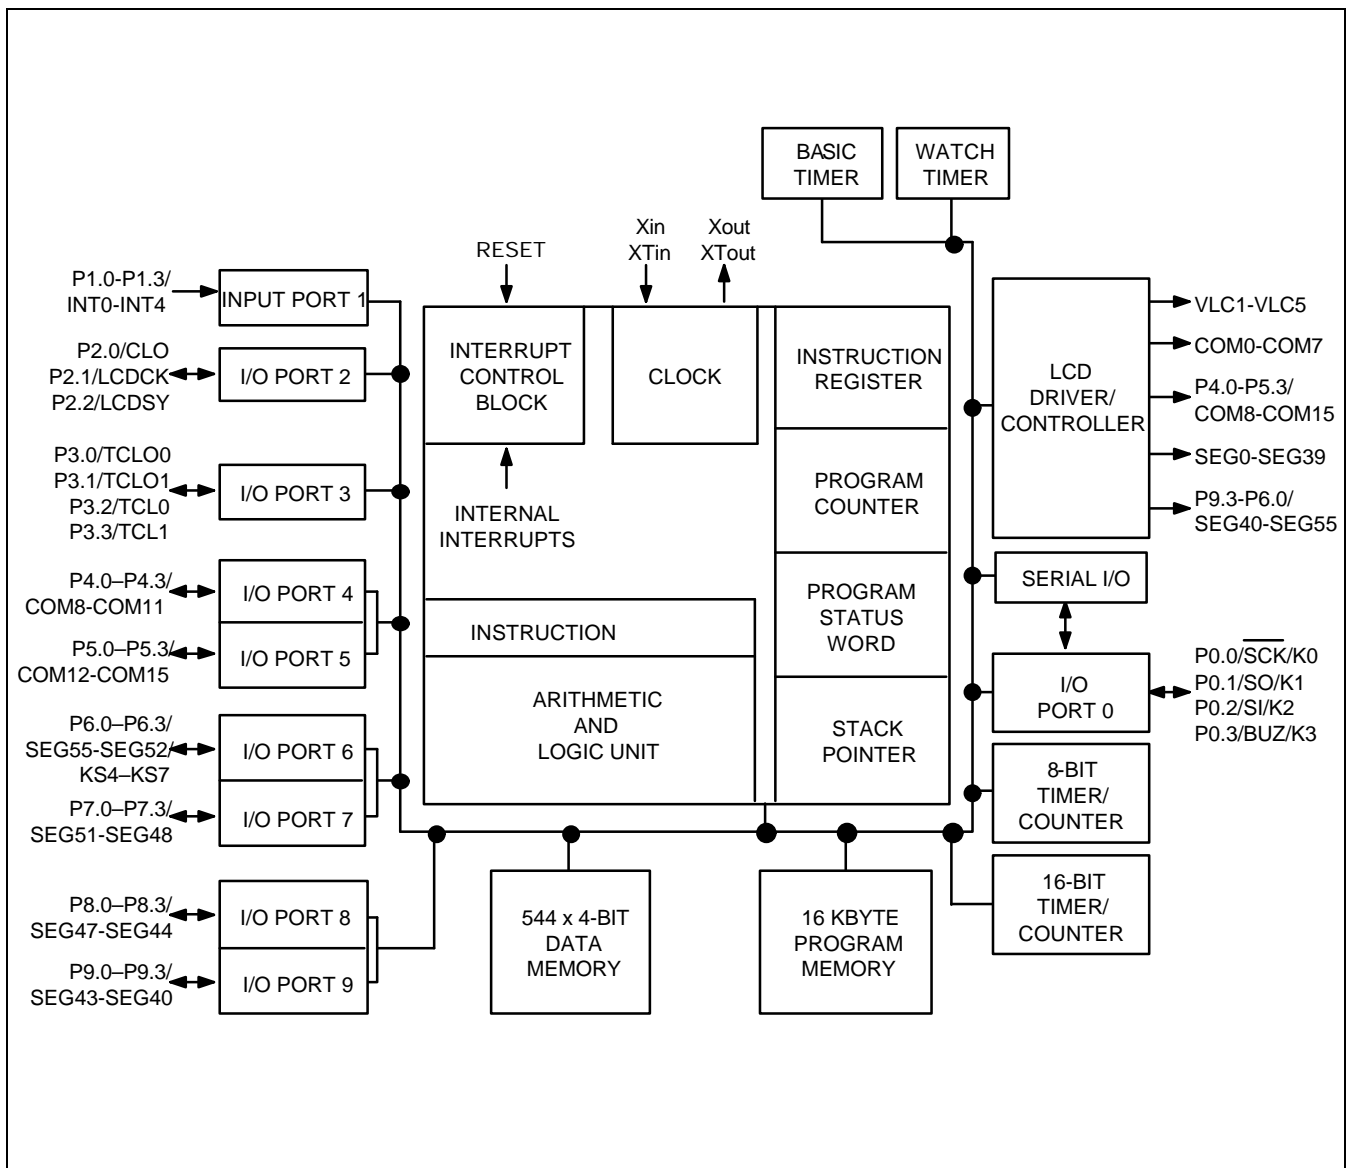 BASIC
TIMER
WATCH
TIMER
Xin
XTin
Xout
XTout
RESET
P1.0-P1.3/
INT0-INT4
INPUT PORT 1
P2.0/CLO
P2.1/LCDCK
P2.2/LCDSY
I/O PORT 2
P3.0/TCLO0
P3.1/TCLO1
P3.2/TCL0
P3.3/TCL1
I/O PORT 3
P4.0–P4.3/
COM8-COM11
I/O PORT 4
P5.0–P5.3/
COM12-COM15
I/O PORT 5
P6.0–P6.3/
SEG55-SEG52/
KS4–KS7
I/O PORT 6
P7.0–P7.3/
SEG51-SEG48
I/O PORT 7
P8.0–P8.3/
SEG47-SEG44
I/O PORT 8
P9.0–P9.3/
SEG43-SEG40
I/O PORT 9
INTERRUPT
CONTROL
BLOCK
CLOCK
INTERNAL
INTERRUPTS
INSTRUCTION
ARITHMETIC
AND
LOGIC UNIT
INSTRUCTION
REGISTER
PROGRAM
COUNTER
PROGRAM
STATUS
WORD
STACK
POINTER
544 x 4-BIT
DATA
MEMORY
16 KBYTE
PROGRAM
MEMORY
LCD
DRIVER/
CONTROLLER
VLC1-VLC5
COM0-COM7
P4.0-P5.3/
COM8-COM15
SEG0-SEG39
P9.3-P6.0/
SEG40-SEG55
SERIAL I/O
I/O
PORT 0
P0.0/SCK/K0
P0.1/SO/K1
P0.2/SI/K2
P0.3/BUZ/K3
8-BIT
TIMER/
COUNTER
16-BIT
TIMER/
COUNTER